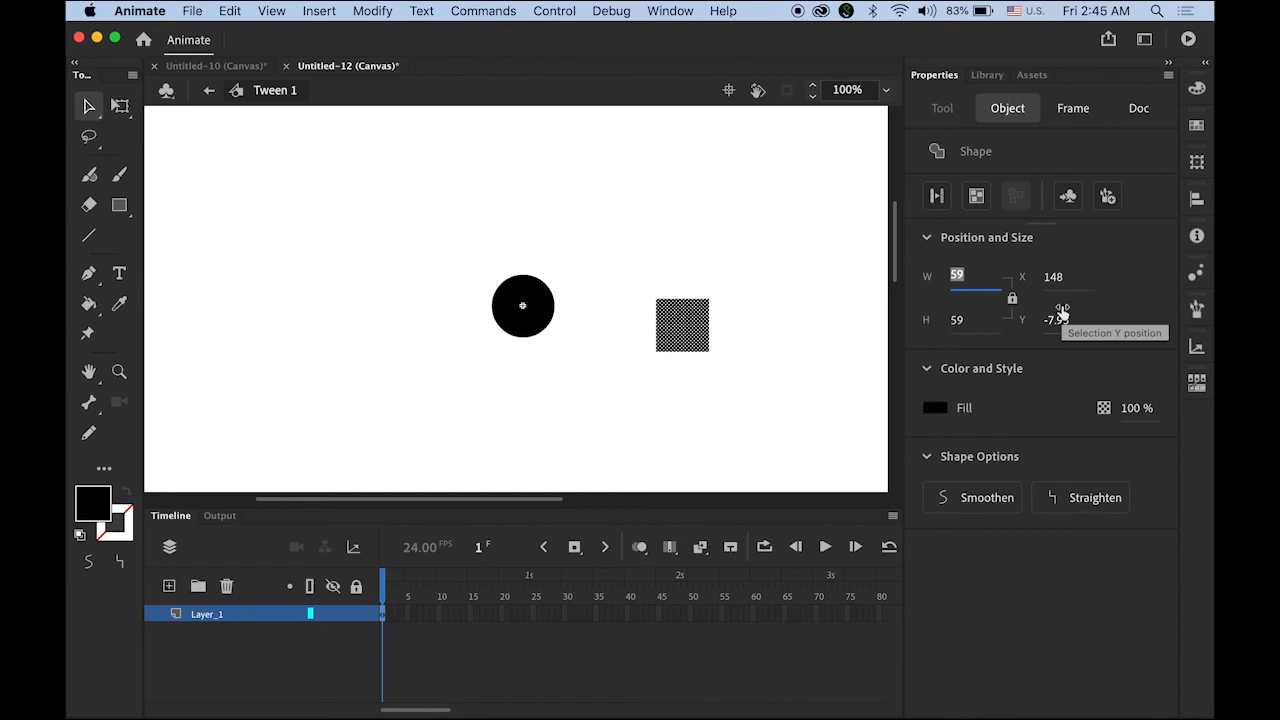 Animate File Edit View Insert Modify Text Commands Control Debug Window Help 83% U.S. Fri 2:45 AM
Animate
To... Untitled-10 (Canvas)* Untitled-12 (Canvas)* Properties Library Assets
Tween 1 100%
Tool Object Frame Doc
Shape
Position and Size
W 59 X 148
H 59 Y
Selection Y position
Color and Style
Fill 100 %
Shape Options
Smoothen Straighten
Timeline Output
24.00 FPS 1 F
1s 2s 3s
5 10 15 20 25 30 35 40 45 50 55 60 65 70 75 80
Layer_1